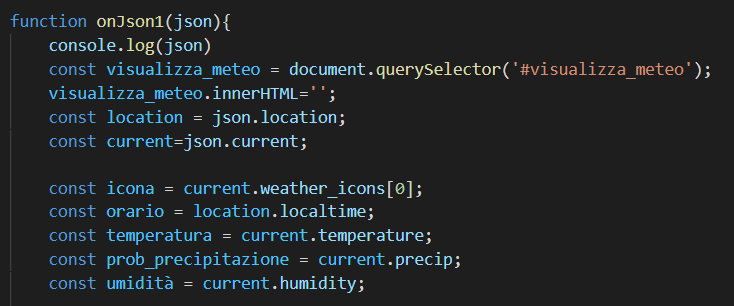 function onJson1(json){
    console.log(json)
    const visualizza_meteo = document.querySelector('#visualizza_meteo');
    visualizza_meteo.innerHTML='';
    const location = json.location;
    const current=json.current;

    const icona = current.weather_icons[0];
    const orario = location.localtime;
    const temperatura = current.temperature;
    const prob_precipitazione = current.precip;
    const umidità = current.humidity;